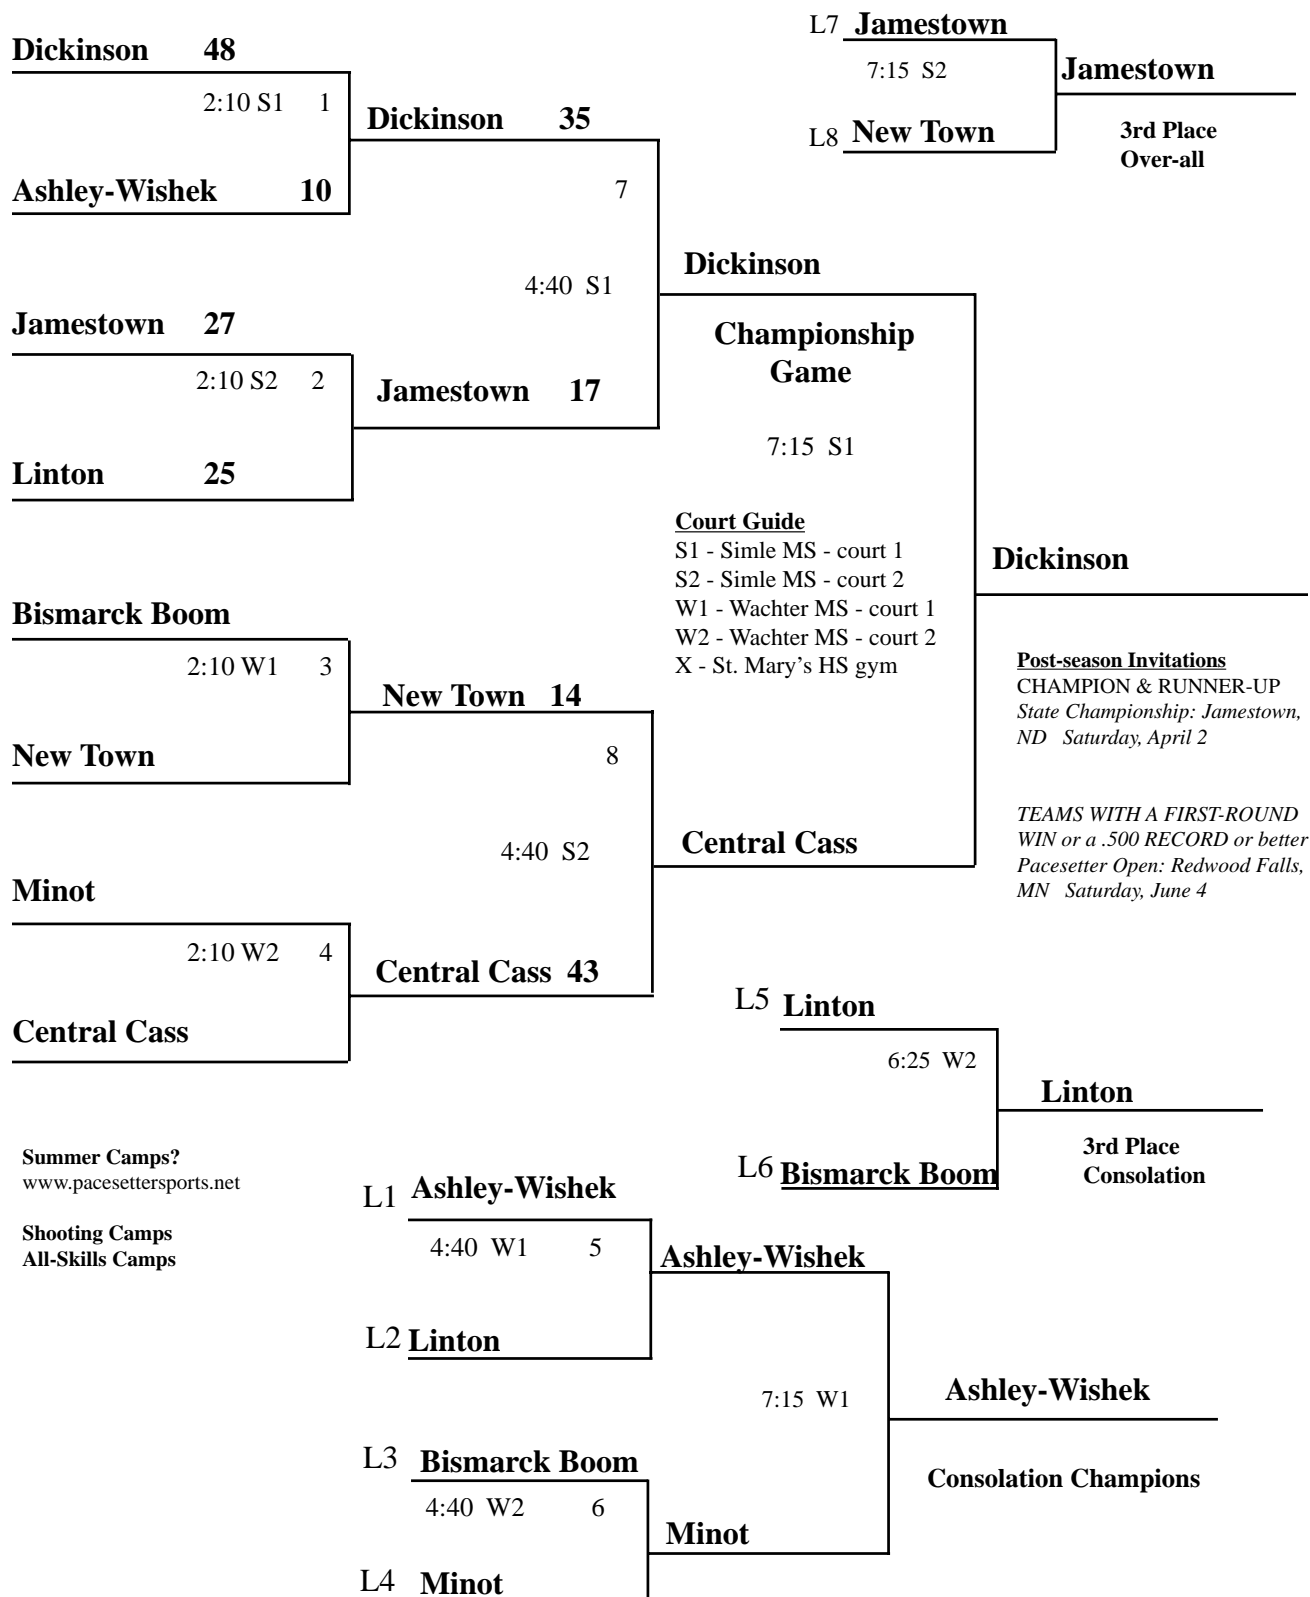 Dickinson 48
2:10 S1 1
Ashley-Wishek 10
Jamestown 27
2:10 S2 2
Linton 25
Bismarck Boom
2:10 W1 3
New Town
Minot
2:10 W2 4
Central Cass
Dickinson 35
7
4:40 S1
Jamestown 17
New Town 14
8
4:40 S2
Central Cass 43
Dickinson
Championship
Game
7:15 S1
Court Guide
S1 - Simle MS - court 1
S2 - Simle MS - court 2
W1 - Wachter MS - court 1
W2 - Wachter MS - court 2
X - St. Mary's HS gym
Central Cass
Dickinson
L7 Jamestown
7:15 S2
L8 New Town
Jamestown
3rd Place
Over-all
Post-season Invitations
CHAMPION & RUNNER-UP
State Championship: Jamestown,
ND Saturday, April 2
TEAMS WITH A FIRST-ROUND
WIN or a .500 RECORD or better
Pacesetter Open: Redwood Falls,
MN Saturday, June 4
L5 Linton
6:25 W2
L6 Bismarck Boom
Linton
3rd Place
Consolation
Summer Camps?
www.pacesettersports.net
Shooting Camps
All-Skills Camps
L1 Ashley-Wishek
4:40 W1 5
L2 Linton
Ashley-Wishek
7:15 W1
L3 Bismarck Boom
4:40 W2 6
L4 Minot
Minot
Ashley-Wishek
Consolation Champions